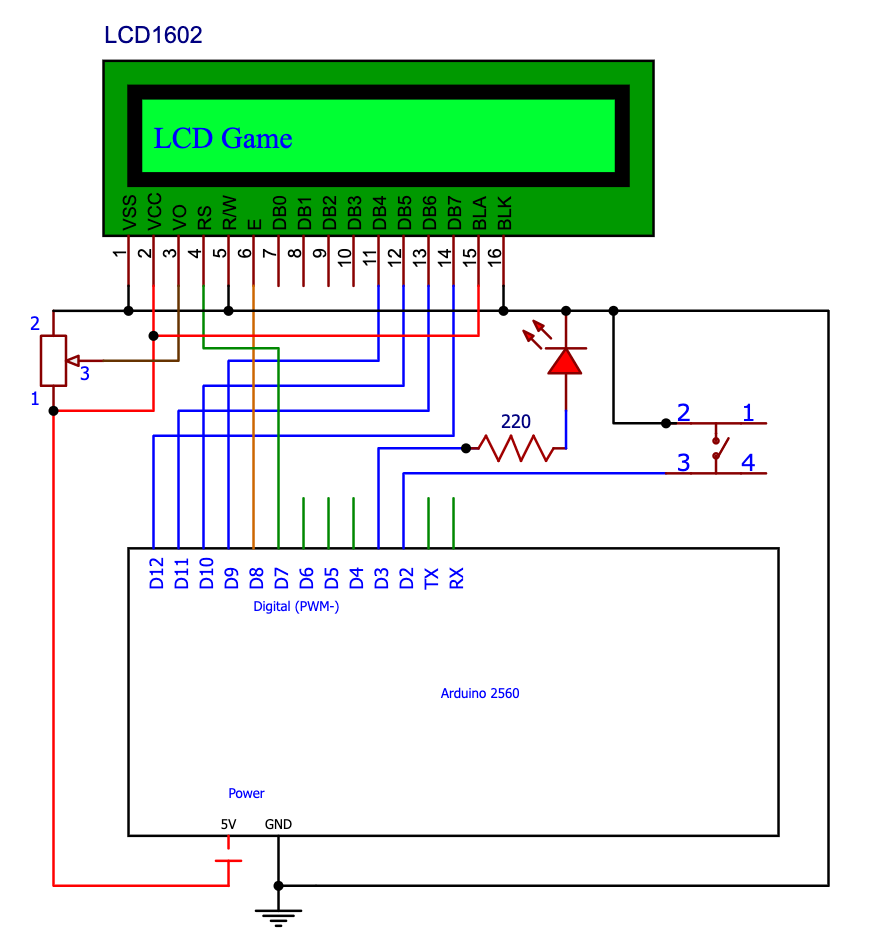 LCD1602
LCD Game
VSS VCC VO RS R/W E DB0 DB1 DB2 DB3 DB4 DB5 DB6 DB7 BLA BLK
1 2 3 4 5 6 7 8 9 10 11 12 13 14 15 16
2
3
1
220
2 1
3 4
D12 D11 D10 D9 D8 D7 D6 D5 D4 D3 D2 TX RX
Digital (PWM-)
Arduino 2560
Power
5V GND